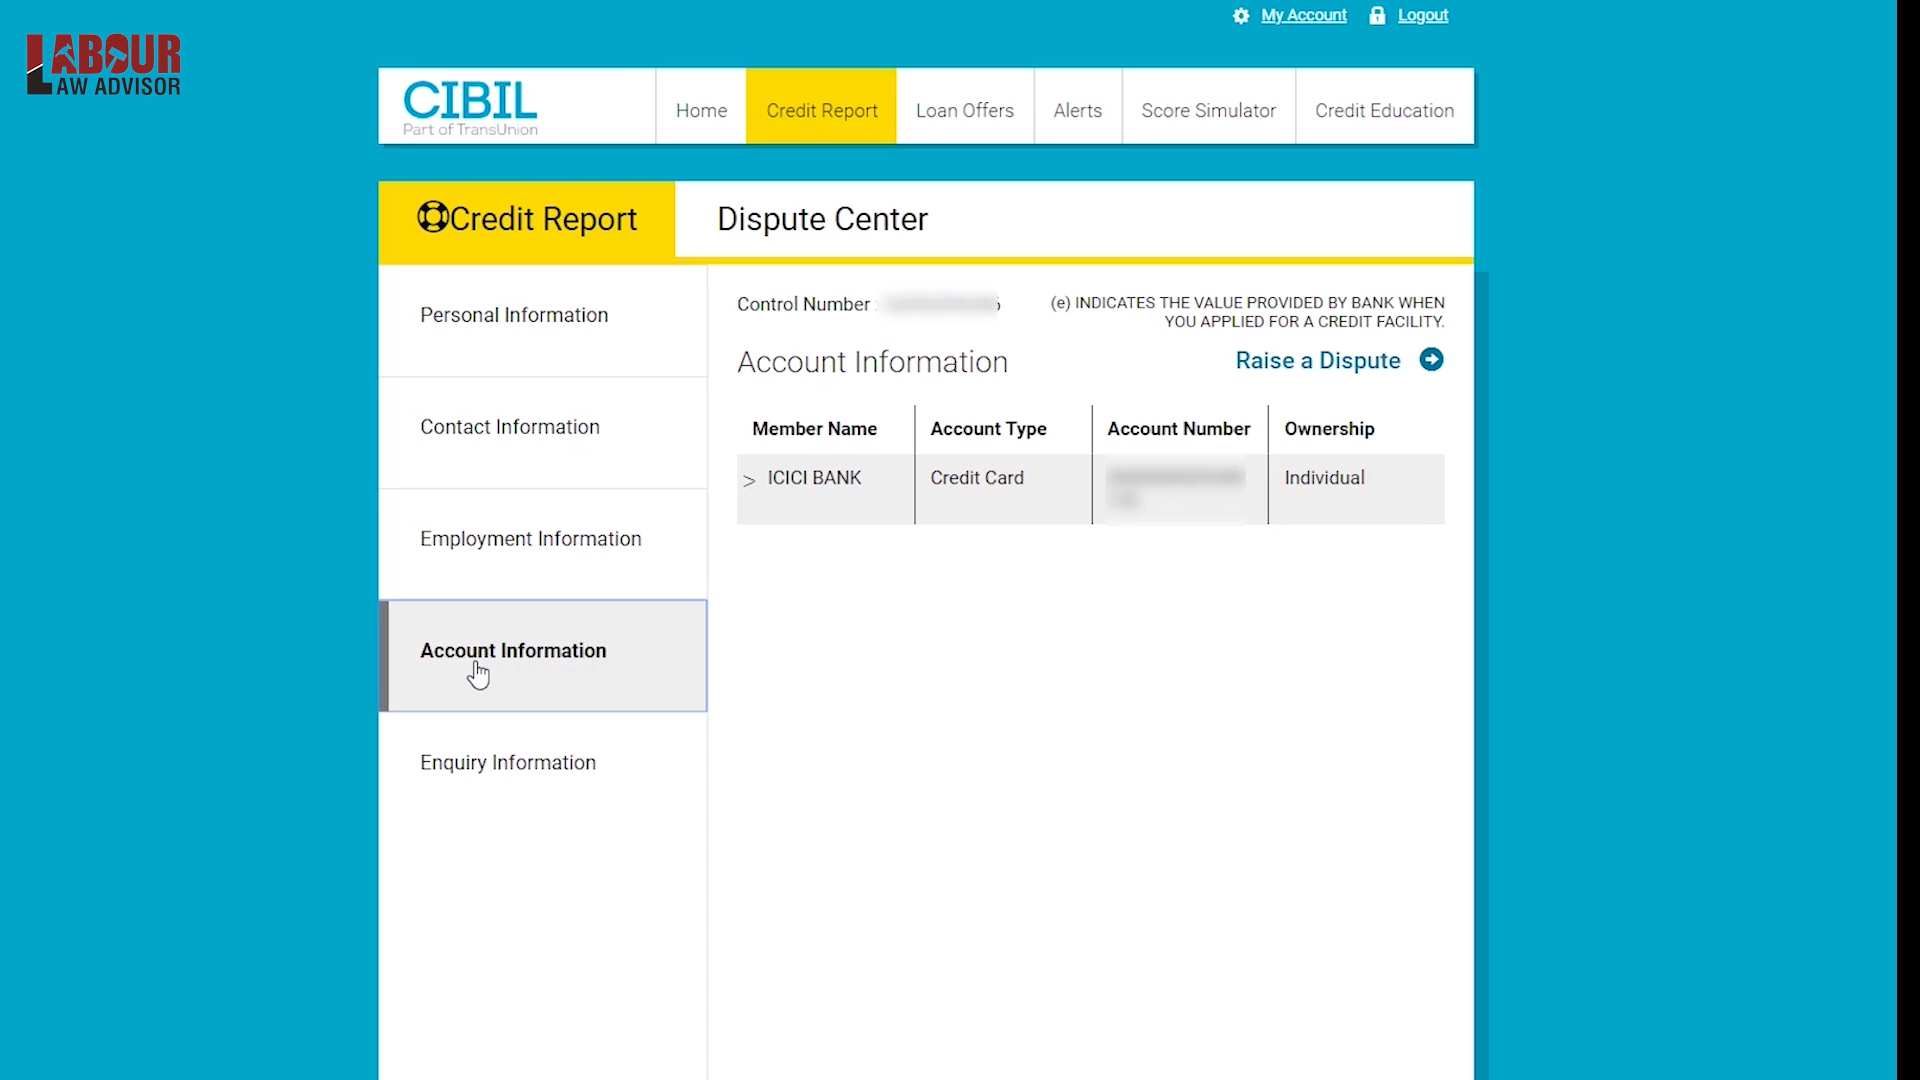 My Account Logout
LABOUR
LAW ADVISOR
CIBIL
Part of TransUnion
Home Credit Report Loan Offers Alerts Score Simulator Credit Education
Credit Report Dispute Center
Personal Information
Contact Information
Employment Information
Account Information
Enquiry Information
Control Number :
(e) INDICATES THE VALUE PROVIDED BY BANK WHEN
YOU APPLIED FOR A CREDIT FACILITY.
Account Information
Raise a Dispute
Member Name Account Type Account Number Ownership
> ICICI BANK Credit Card Individual